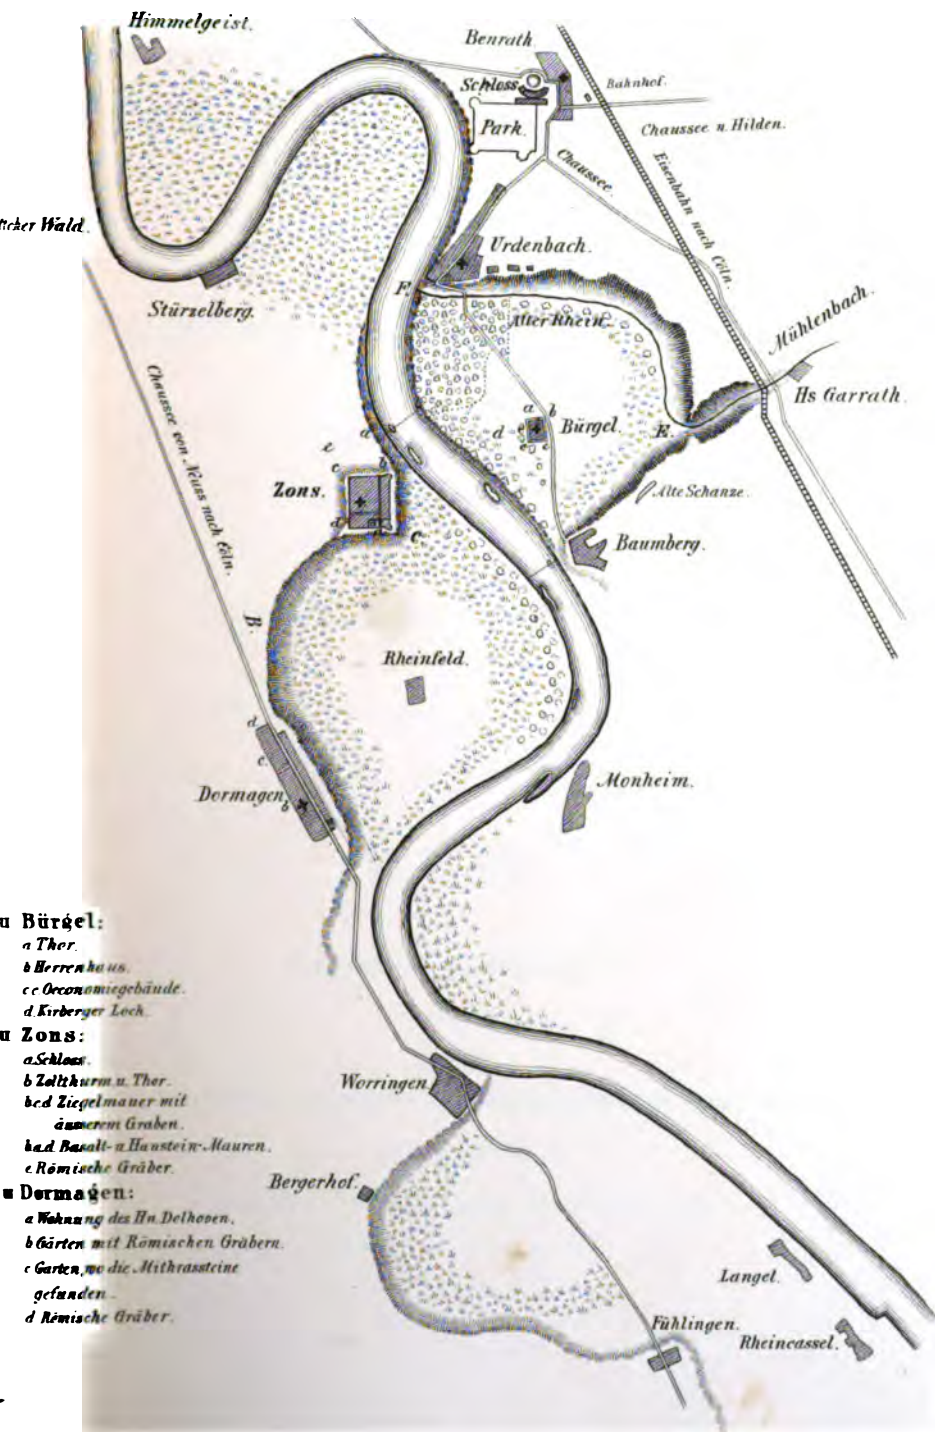 Himmelgeist.
Benrath
Schloss
Bahnhof.
Park.
Chaussee n. Hilden.
Chaussee.
Eisenbahn nach Cöln.
Wald.
Urdenbach.
F.
Stürzelberg.
Alter Rhein.
Mühlenbach.
Hs Garrath.
Chaussee von Neuss nach Cöln.
a b
d e Bürgel.
c c
E.
a
e
c b
Zons.
d a
C.
Alte Schanze.
Baumberg.
B.
Rheinfeld.
d
c.
Dormagen.
b
Monheim.
u Bürgel:
a Thor.
b Herrenhaus.
c c Oeconomiegebäude.
d Kirberger Loch.
u Zons:
a Schloss.
b Zollthurm u. Thor.
bcd Ziegelmauer mit
äusserem Graben.
bad Basalt- u Haustein-Mauren.
e Römische Gräber.
u Dormagen:
a Wohnung des Hn. Delhoven.
b Gärten mit Römischen Gräbern.
c Garten, wo die Mithrassteine
gefunden.
d Römische Gräber.
Worringen.
Bergerhof.
Langel.
Fühlingen.
Rheincassel.